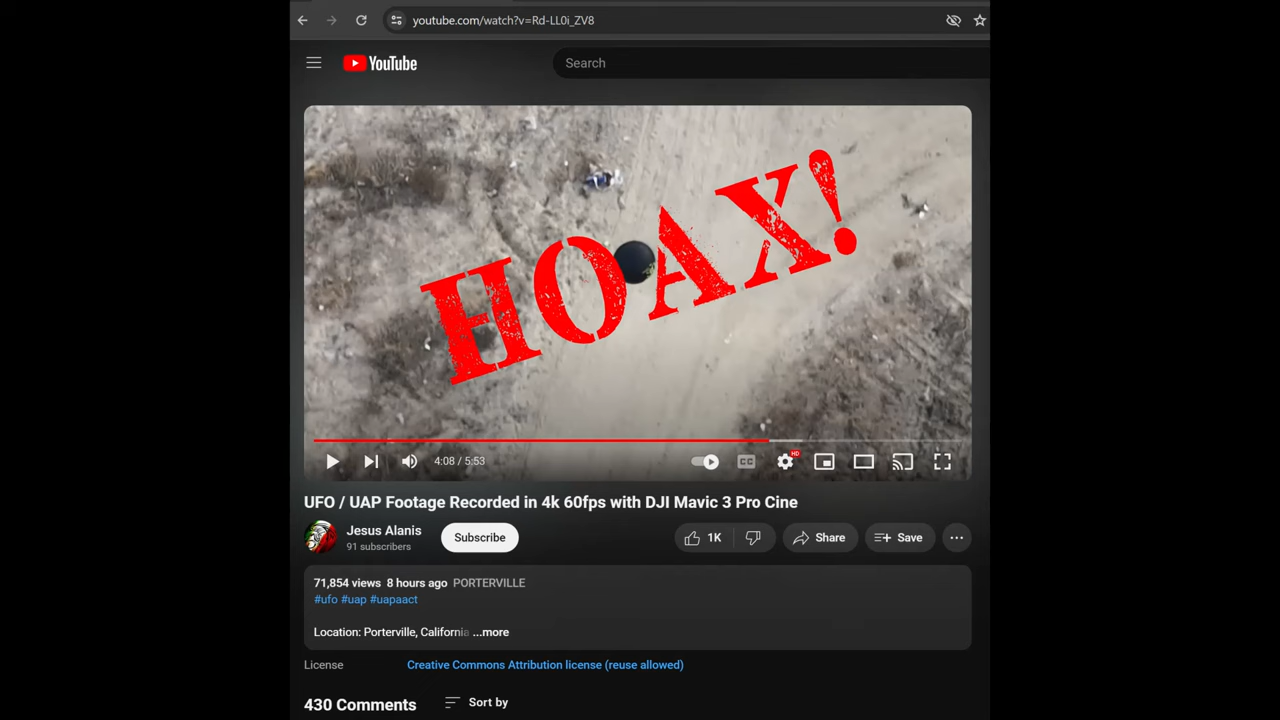 youtube.com/watch?v=Rd-LL0i_ZV8
YouTube
Search
HOAX!
4:08 / 5:53
CC
HD
UFO / UAP Footage Recorded in 4k 60fps with DJI Mavic 3 Pro Cine
Jesus Alanis
91 subscribers
Subscribe
1K
Share
Save
71,854 views 8 hours ago PORTERVILLE
#ufo #uap #uapaact
Location: Porterville, California ...more
License
Creative Commons Attribution license (reuse allowed)
430 Comments
Sort by